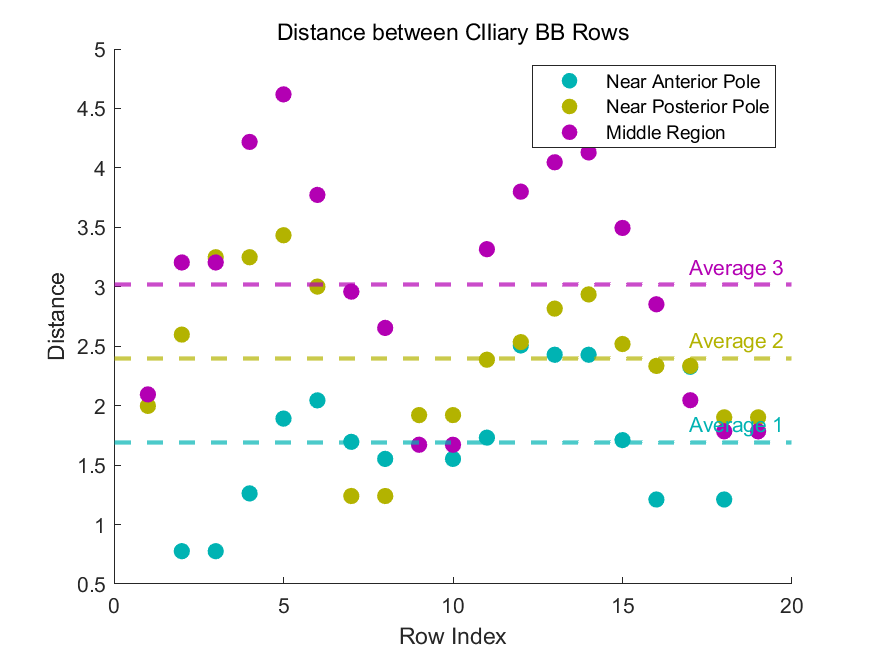 Distance between CIliary BB Rows
5
4.5
4
3.5
3
2.5
2
1.5
1
0.5
Distance
Near Anterior Pole
Near Posterior Pole
Middle Region
Average 3
Average 2
Average 1
0
5
10
15
20
Row Index